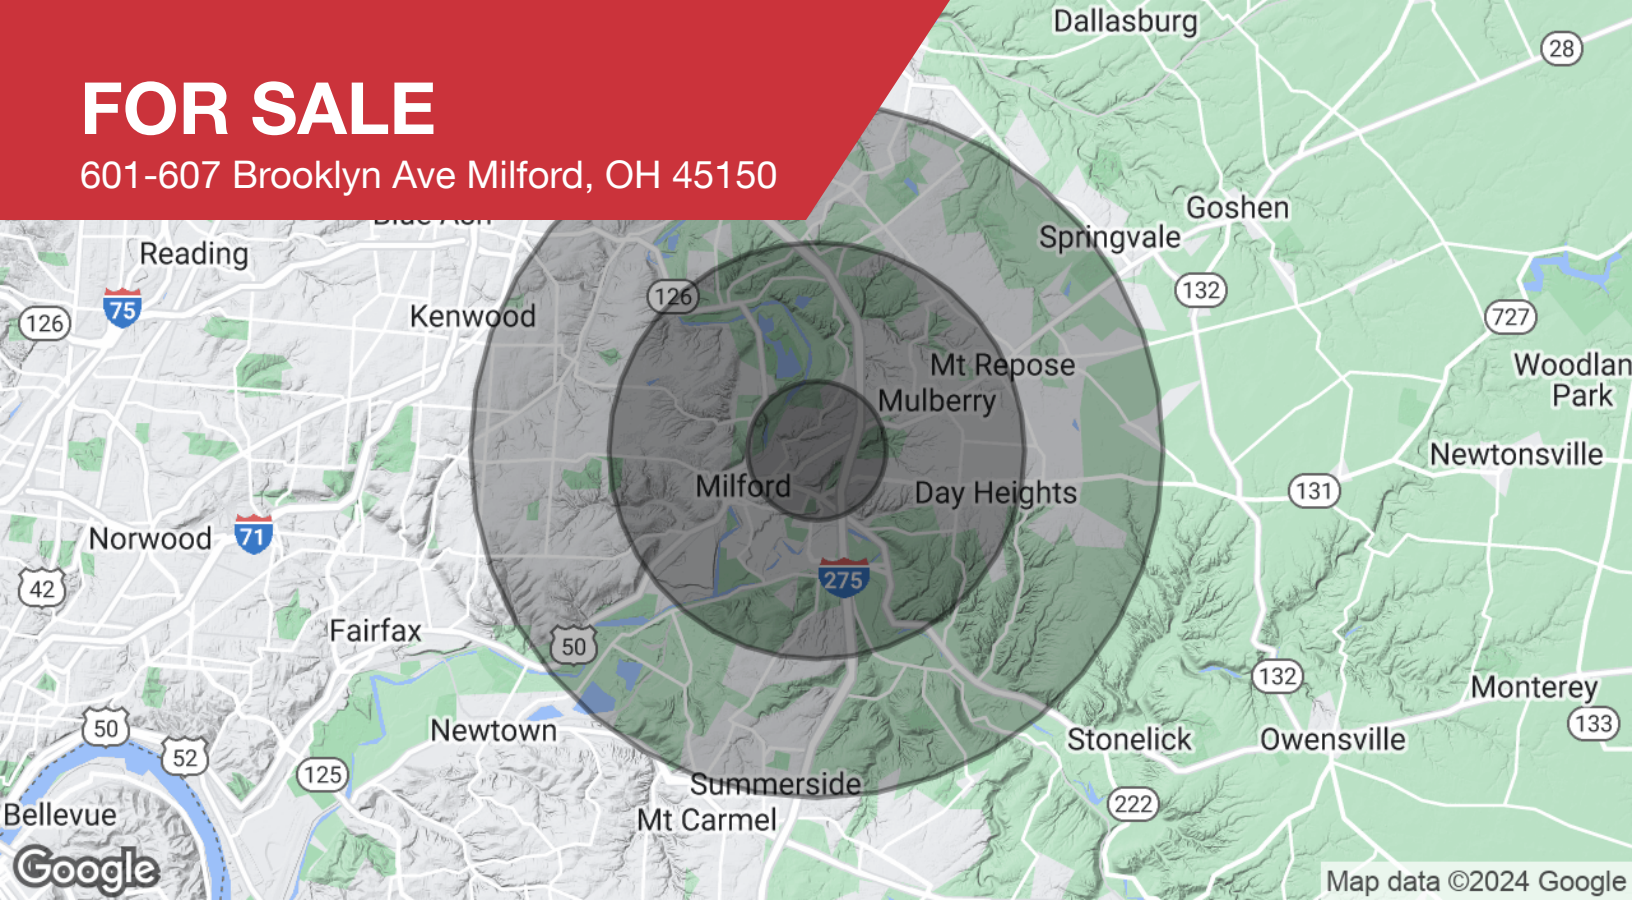 FOR SALE
601-607 Brooklyn Ave Milford, OH 45150
Dallasburg
28
Blue Ash
Reading
Goshen
Springvale
75
126
Kenwood
126
132
727
Mt Repose
Mulberry
Woodlan
Park
Newtonsville
Milford
Day Heights
131
Norwood
71
42
275
Fairfax
50
132
Monterey
133
50
52
Newtown
Stonelick
Owensville
125
Summerside
Mt Carmel
222
Bellevue
Google
Map data ©2024 Google